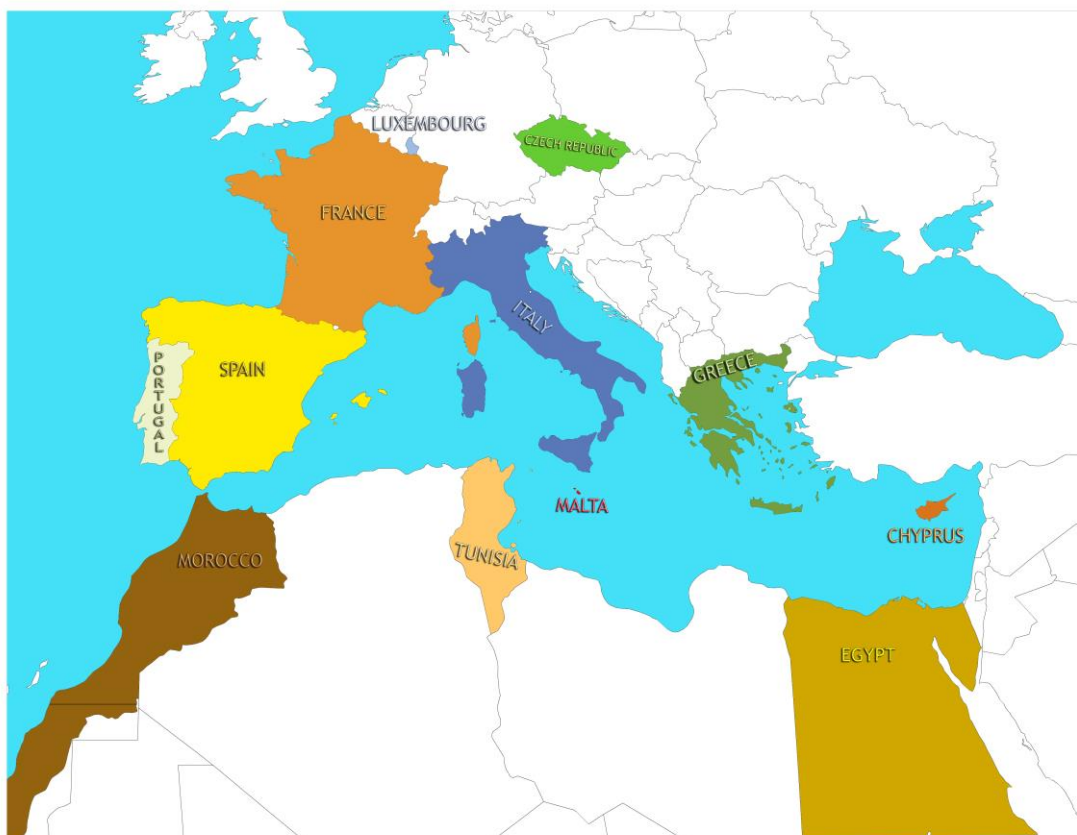 LUXEMBOURG
CZECH REPUBLIC
FRANCE
ITALY
PORTUGAL
SPAIN
GREECE
MALTA
CHYPRUS
MOROCCO
TUNISIA
EGYPT